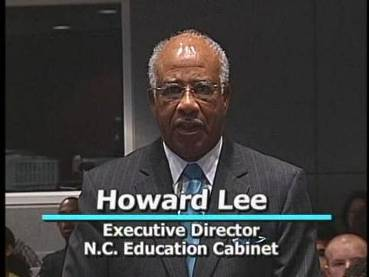 Howard Lee
Executive Director
N.C. Education Cabinet